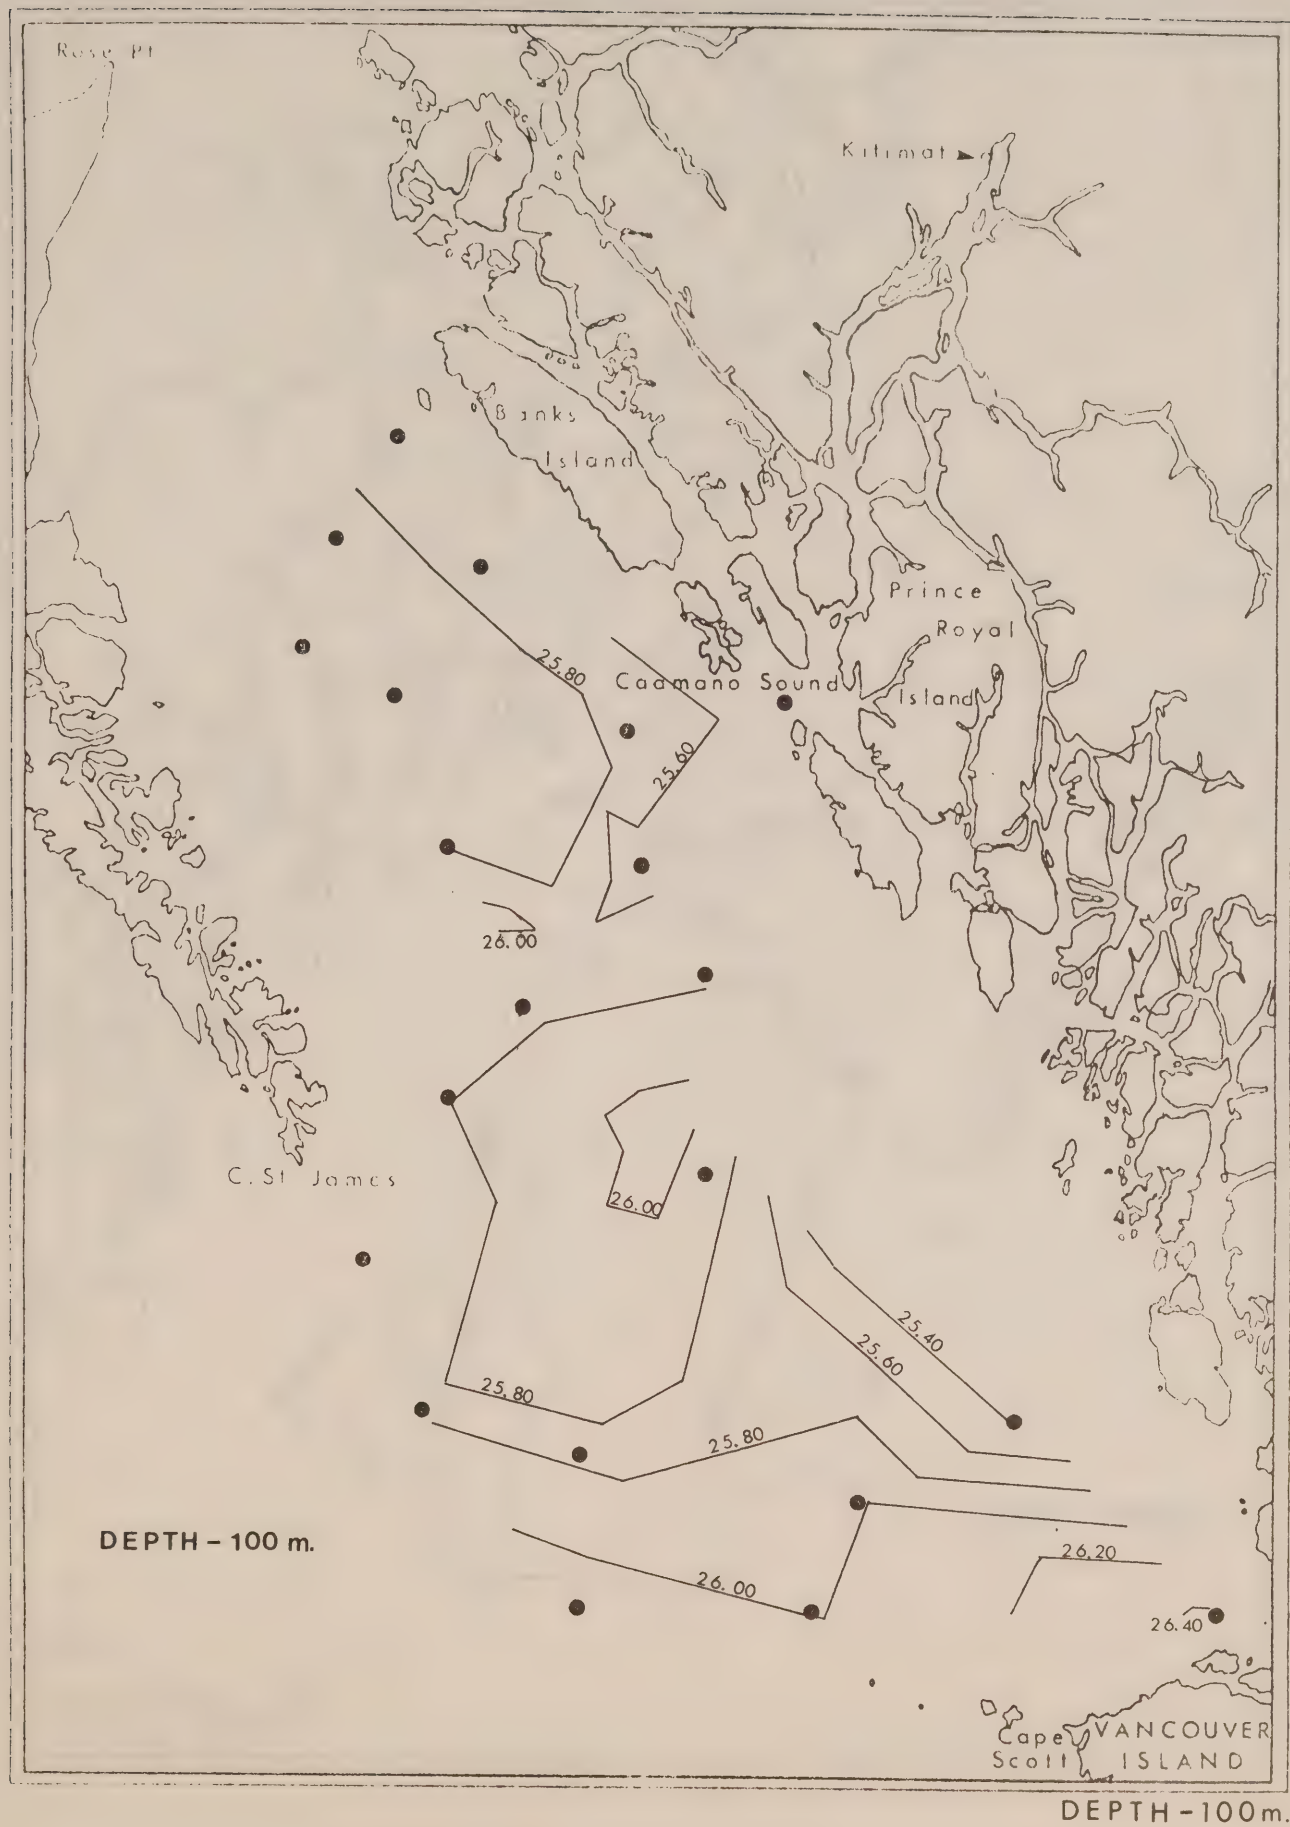 Rose Pt
Kitimat
Banks
Island
Prince
Royal
Island
25.80
Caamano Sound
25.60
26.00
C. St James
26.00
25.40
25.60
25.80
25.80
DEPTH - 100 m.
26.20
26.00
26.40
Cape
Scott
VANCOUVER
ISLAND
DEPTH - 100m.